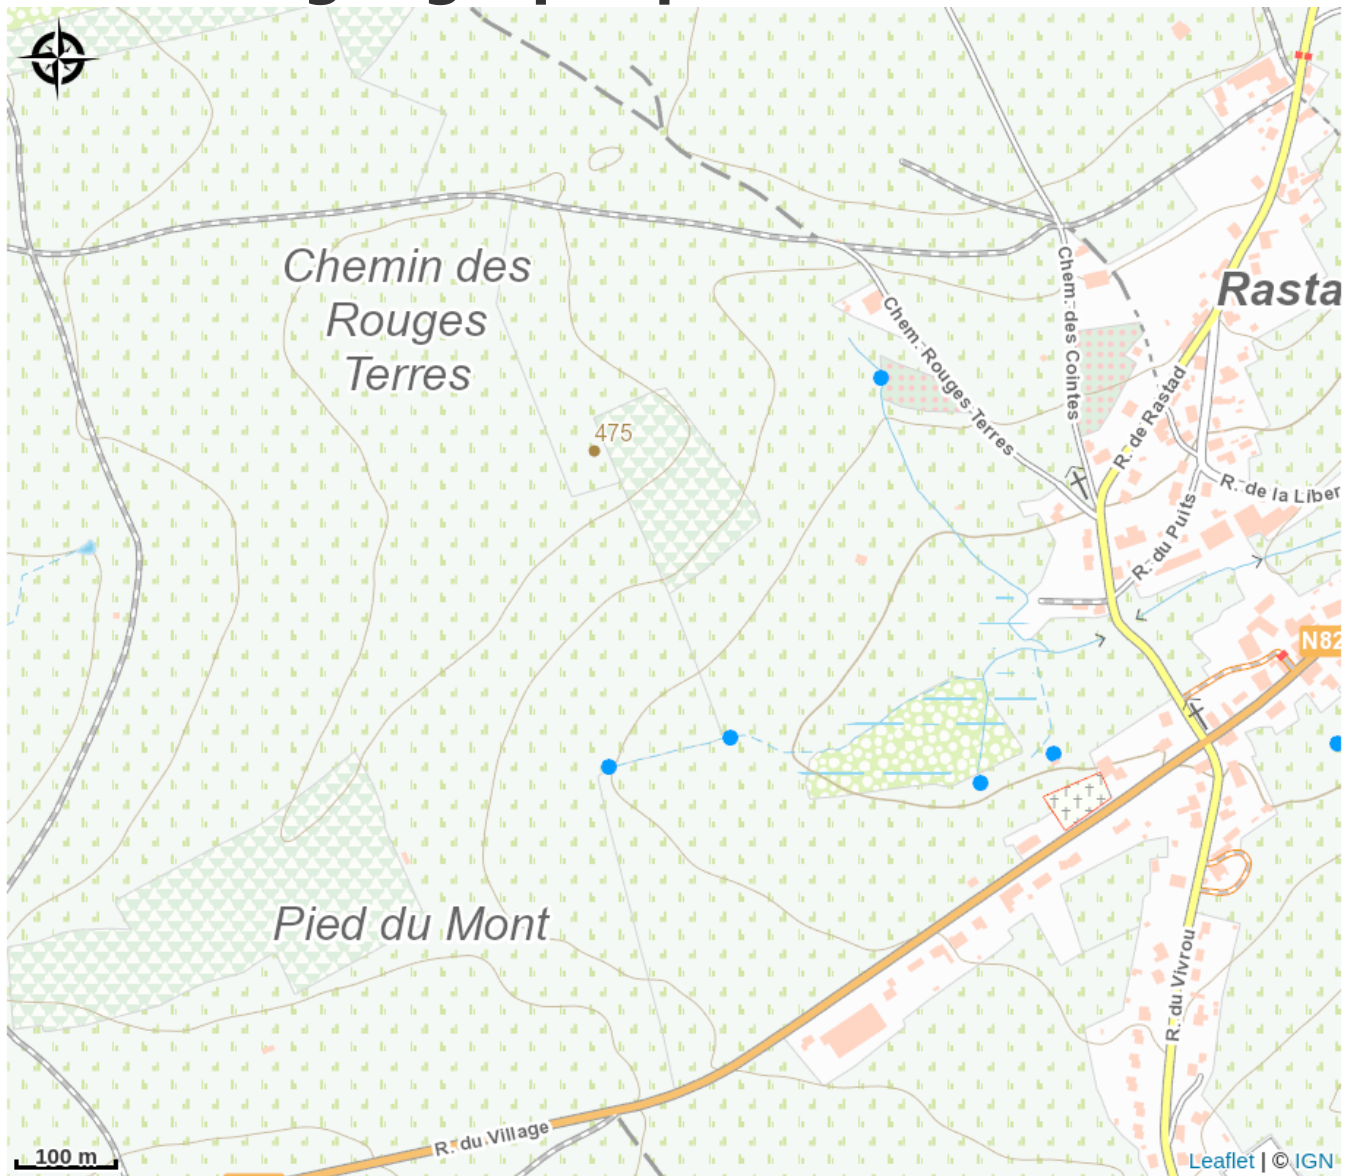 Chemin des
Rouges
Terres
Rasta
Chem. Rouges Terres
Chem. des Cointes
R. de Rastad
475
R. de la Liber
R. du Puits
N82
Pied du Mont
R. du Vivrou
R. du Village
100 m
Leaflet | © IGN